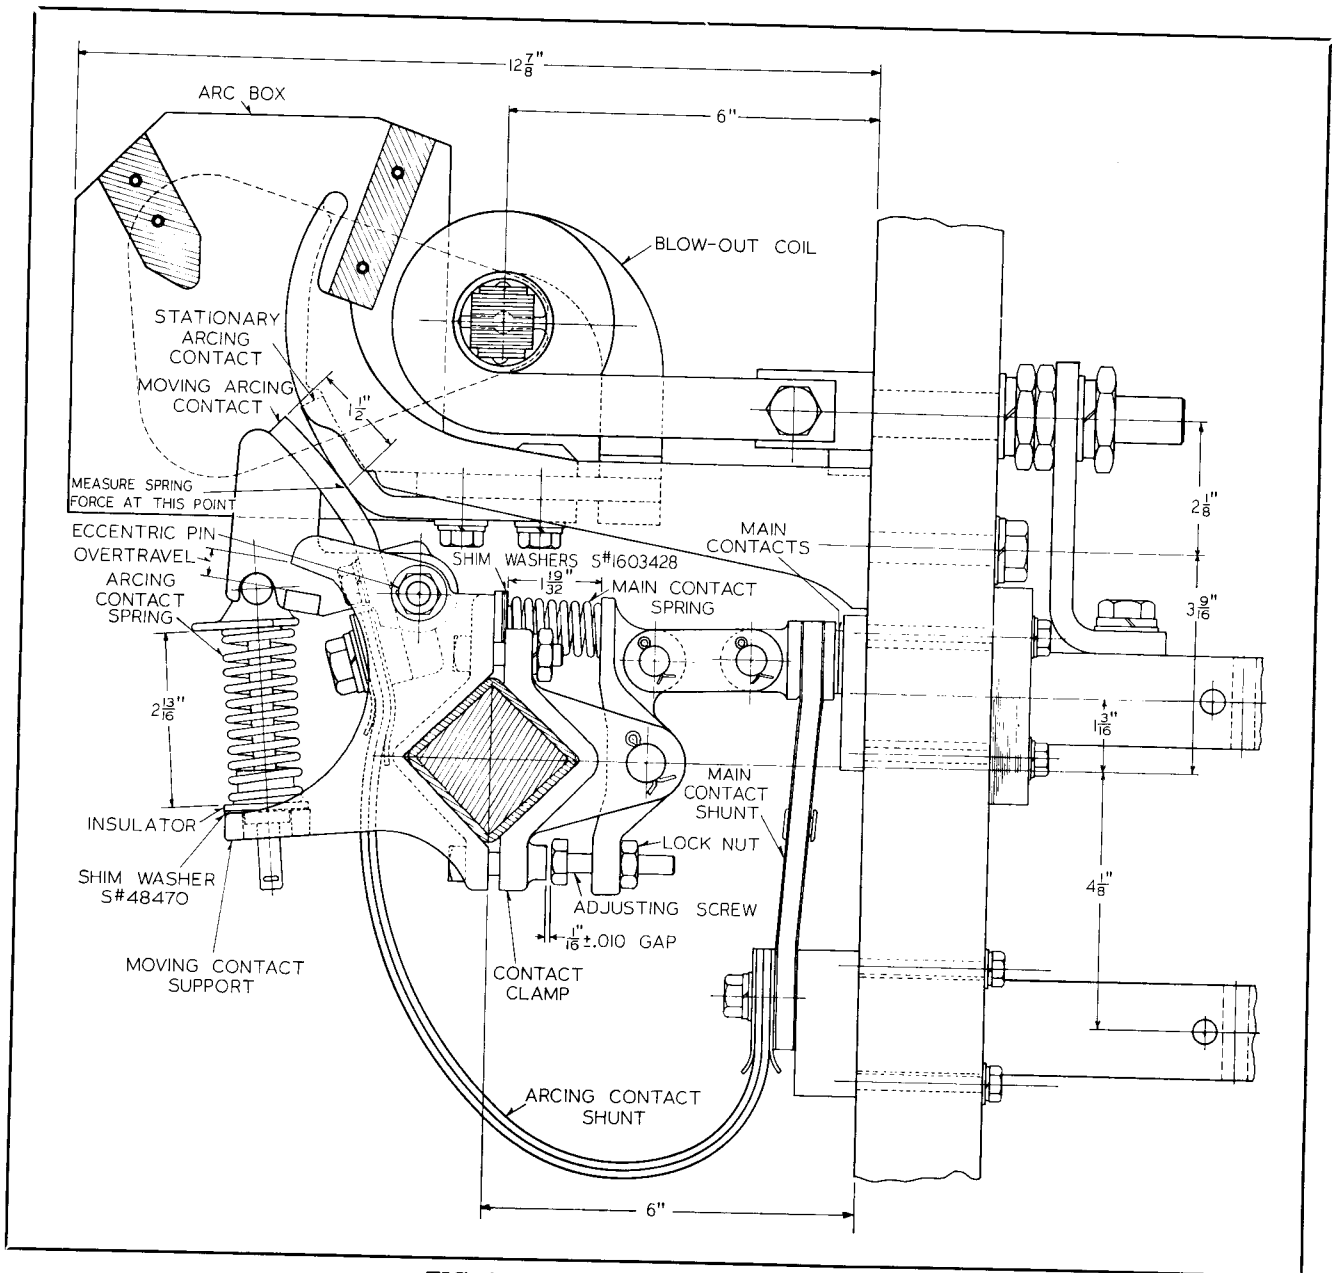 12 7/8"
6"
ARC BOX
BLOW-OUT COIL
STATIONARY
ARCING
CONTACT
MOVING ARCING
CONTACT
1 1/2"
MEASURE SPRING
FORCE AT THIS POINT
ECCENTRIC PIN
OVERTRAVEL
ARCING
CONTACT
SPRING
SHIM WASHERS S#1603428
1 19/32"
MAIN CONTACT
SPRING
MAIN
CONTACTS
2 1/8"
3 9/16"
2 13/16"
1 3/16"
MAIN
CONTACT
SHUNT
INSULATOR
LOCK NUT
SHIM WASHER
S#48470
ADJUSTING SCREW
4 1/8"
1/16"±.010 GAP
MOVING CONTACT
SUPPORT
CONTACT
CLAMP
ARCING CONTACT
SHUNT
6"